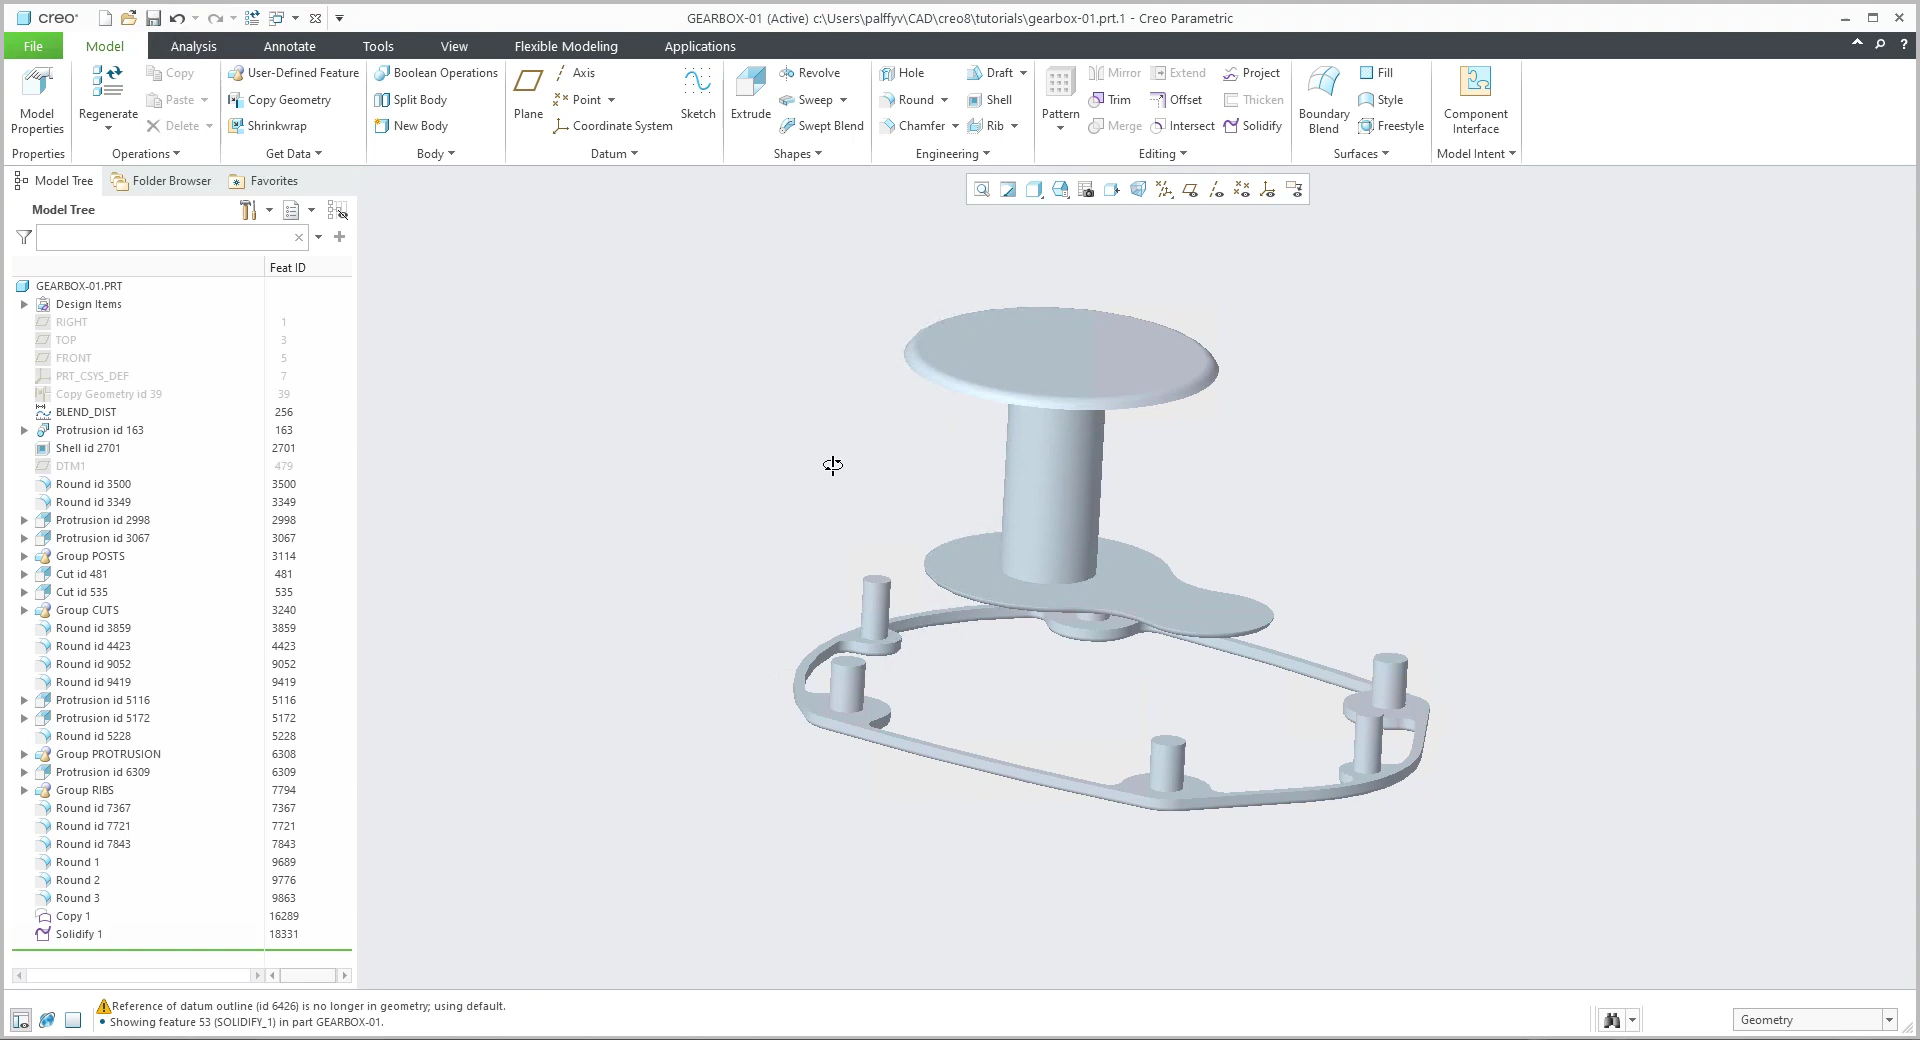 creo GEARBOX-01 (Active) c:\Users\palffyv\CAD\creo8\tutorials\gearbox-01.prt.1 - Creo Parametric
File Model Analysis Annotate Tools View Flexible Modeling Applications
Model Properties
Regenerate
Copy
Paste
Delete
User-Defined Feature
Copy Geometry
Shrinkwrap
Boolean Operations
Split Body
New Body
Plane
Axis
Point
Coordinate System
Sketch
Extrude
Revolve
Sweep
Swept Blend
Hole
Round
Chamfer
Draft
Shell
Rib
Pattern
Mirror
Trim
Merge
Extend
Offset
Intersect
Project
Thicken
Solidify
Boundary Blend
Fill
Style
Freestyle
Component Interface
Properties Operations Get Data Body Datum Shapes Engineering Editing Surfaces Model Intent
Model Tree Folder Browser Favorites
Model Tree
Feat ID
GEARBOX-01.PRT
Design Items
RIGHT 1
TOP 3
FRONT 5
PRT_CSYS_DEF 7
Copy Geometry id 39 39
BLEND_DIST 256
Protrusion id 163 163
Shell id 2701 2701
DTM1 479
Round id 3500 3500
Round id 3349 3349
Protrusion id 2998 2998
Protrusion id 3067 3067
Group POSTS 3114
Cut id 481 481
Cut id 535 535
Group CUTS 3240
Round id 3859 3859
Round id 4423 4423
Round id 9052 9052
Round id 9419 9419
Protrusion id 5116 5116
Protrusion id 5172 5172
Round id 5228 5228
Group PROTRUSION 6308
Protrusion id 6309 6309
Group RIBS 7794
Round id 7367 7367
Round id 7721 7721
Round id 7843 7843
Round 1 9689
Round 2 9776
Round 3 9863
Copy 1 16289
Solidify 1 18331
Reference of datum outline (id 6426) is no longer in geometry; using default.
• Showing feature 53 (SOLIDIFY_1) in part GEARBOX-01.
Geometry